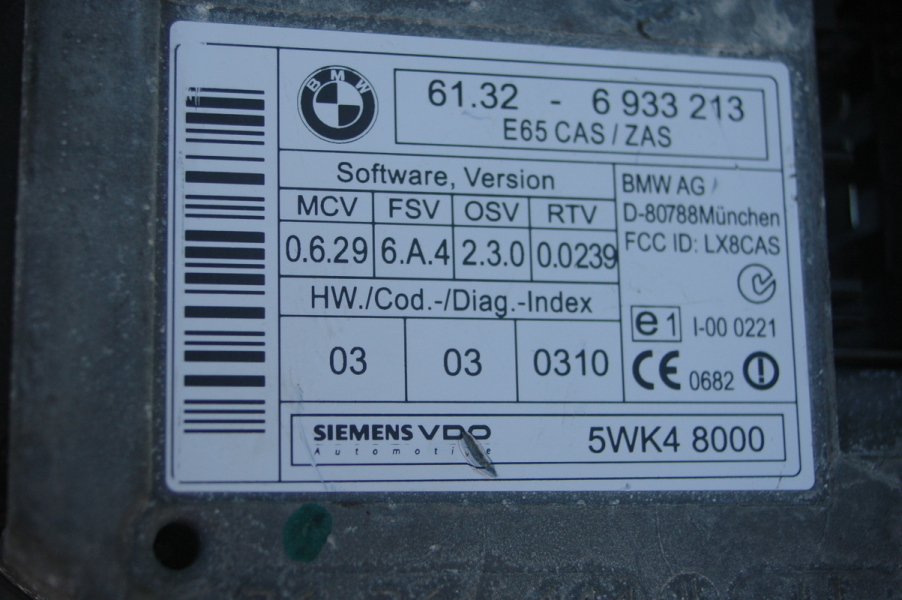 BMW
61.32 - 6 933 213
E65 CAS / ZAS
Software, Version
MCV FSV OSV RTV
0.6.29 6.A.4 2.3.0 0.0239
HW./Cod.-/Diag.-Index
03 03 0310
BMW AG
D-80788München
FCC ID: LX8CAS
e1 I-00 0221
CE 0682
SIEMENS VDO
Automotive
5WK4 8000